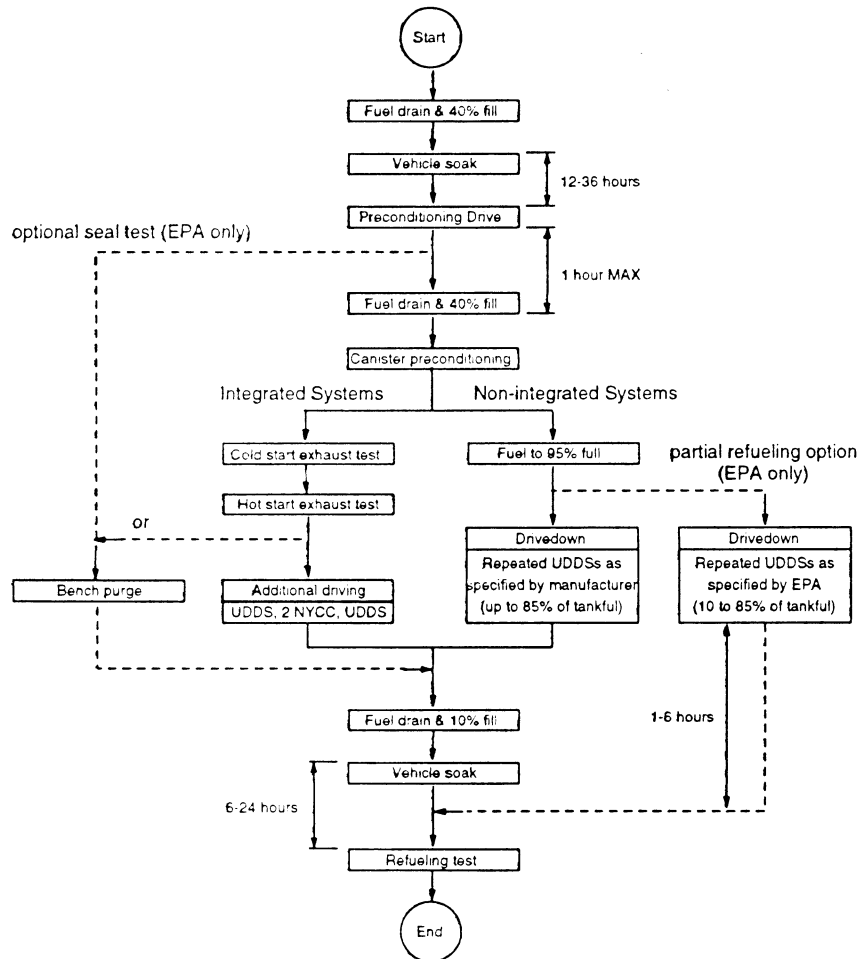 Start
Fuel drain & 40% fill
Vehicle soak
12-36 hours
Preconditioning Drive
optional seal test (EPA only)
1 hour MAX
Fuel drain & 40% fill
Canister preconditioning
Integrated Systems
Non-integrated Systems
Cold start exhaust test
Fuel to 95% full
partial refueling option
(EPA only)
Hot start exhaust test
or
Bench purge
Additional driving
UDDS, 2 NYCC, UDDS
Drivedown
Repeated UDDSs as
specified by manufacturer
(up to 85% of tankful)
Drivedown
Repeated UDDSs as
specified by EPA
(10 to 85% of tankful)
Fuel drain & 10% fill
1-6 hours
Vehicle soak
6-24 hours
Refueling test
End